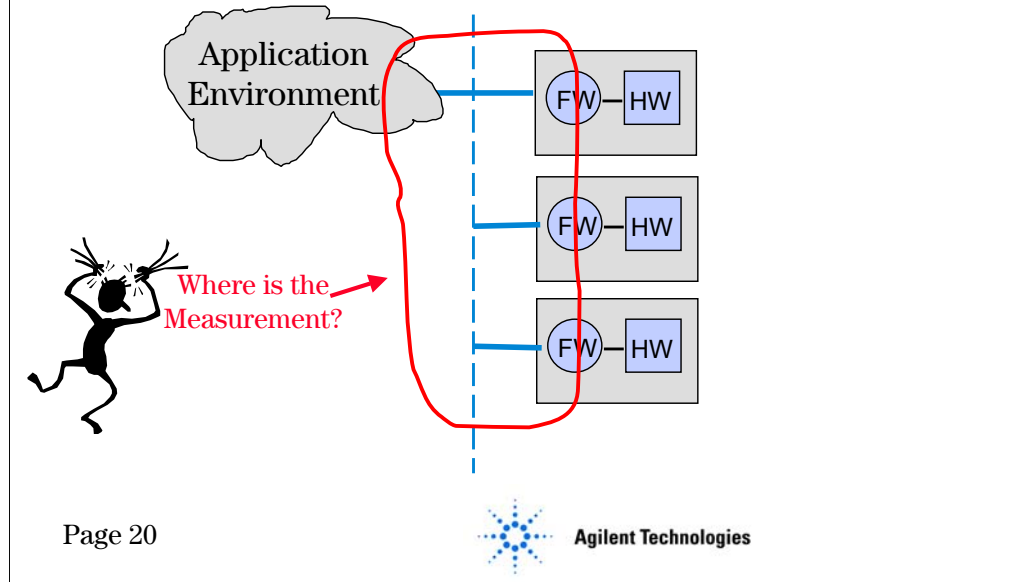 Application
Environment
FW
HW
FW
HW
Where is the
Measurement?
FW
HW
Page 20
Agilent Technologies